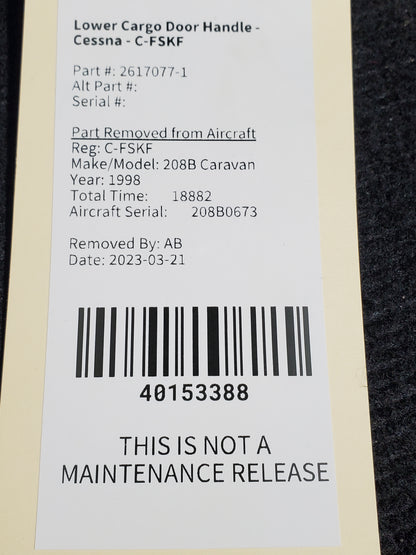 Lower Cargo Door Handle -
Cessna - C-FSKF
Part #: 2617077-1
Alt Part #:
Serial #:
Part Removed from Aircraft
Reg: C-FSKF
Make/Model: 208B Caravan
Year: 1998
Total Time: 18882
Aircraft Serial: 208B0673
Removed By: AB
Date: 2023-03-21
40153388
THIS IS NOT A
MAINTENANCE RELEASE